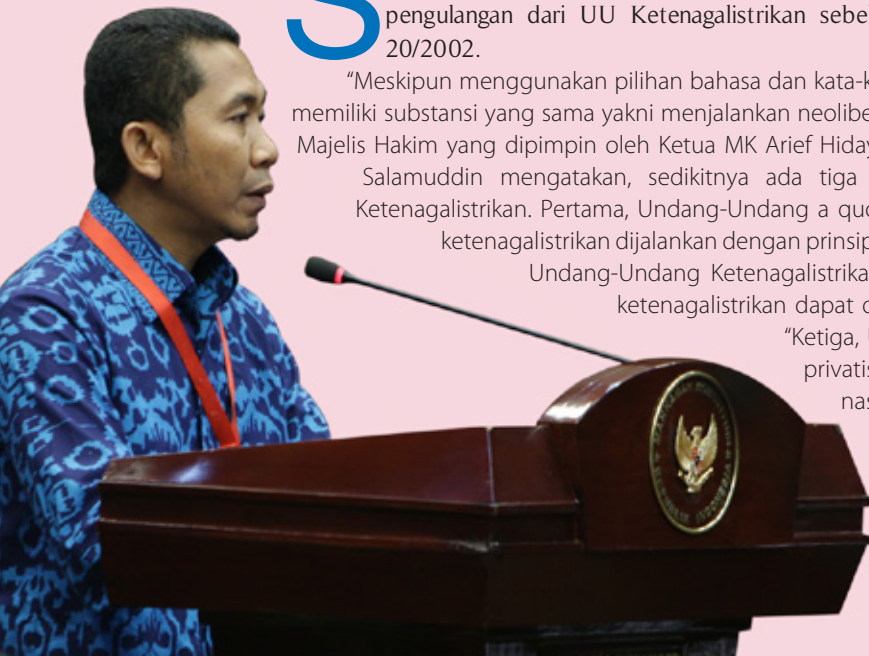 S
pengulangan dari UU Ketenagalistrikan sebe
20/2002.
“Meskipun menggunakan pilihan bahasa dan kata-k
memiliki substansi yang sama yakni menjalankan neolibe
Majelis Hakim yang dipimpin oleh Ketua MK Arief Hiday
Salamuddin mengatakan, sedikitnya ada tiga
Ketenagalistrikan. Pertama, Undang-Undang a quo
ketenagalistrikan dijalankan dengan prinsip
Undang-Undang Ketenagalistrika
ketenagalistrikan dapat
“Ketiga,
privatis
nas